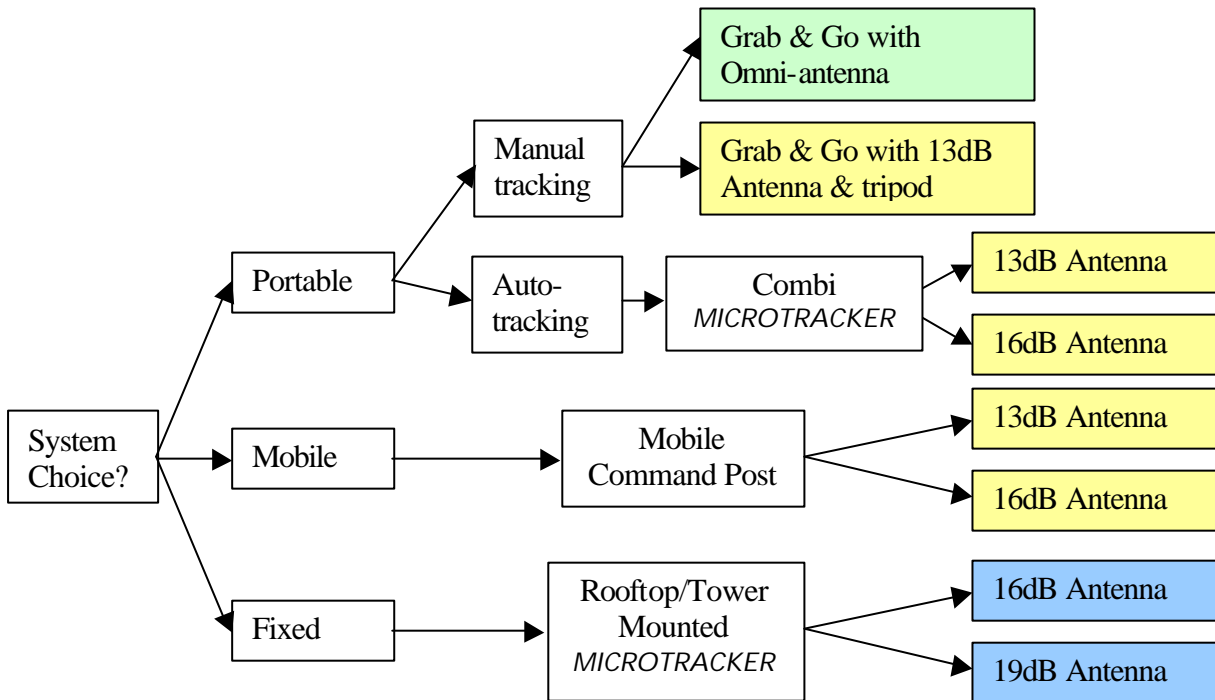 Grab & Go with
Omni-antenna
Manual
tracking
Grab & Go with 13dB
Antenna & tripod
Portable
Auto-
tracking
Combi
MICROTRACKER
13dB Antenna
16dB Antenna
System
Choice?
Mobile
Mobile
Command Post
13dB Antenna
16dB Antenna
Fixed
Rooftop/Tower
Mounted
MICROTRACKER
16dB Antenna
19dB Antenna